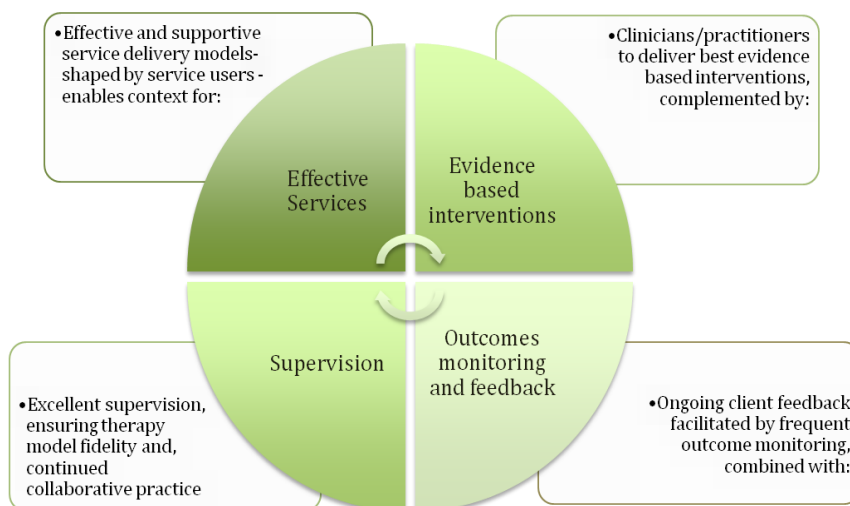 •Effective and supportive
service delivery models-
shaped by service users -
enables context for:
•Clinicians/practitioners
to deliver best evidence
based interventions,
complemented by:
Effective
Services
Evidence
based
interventions
Supervision
Outcomes
monitoring
and feedback
•Excellent supervision,
ensuring therapy
model fidelity and,
continued
collaborative practice
•Ongoing client feedback
facilitated by frequent
outcome monitoring,
combined with: